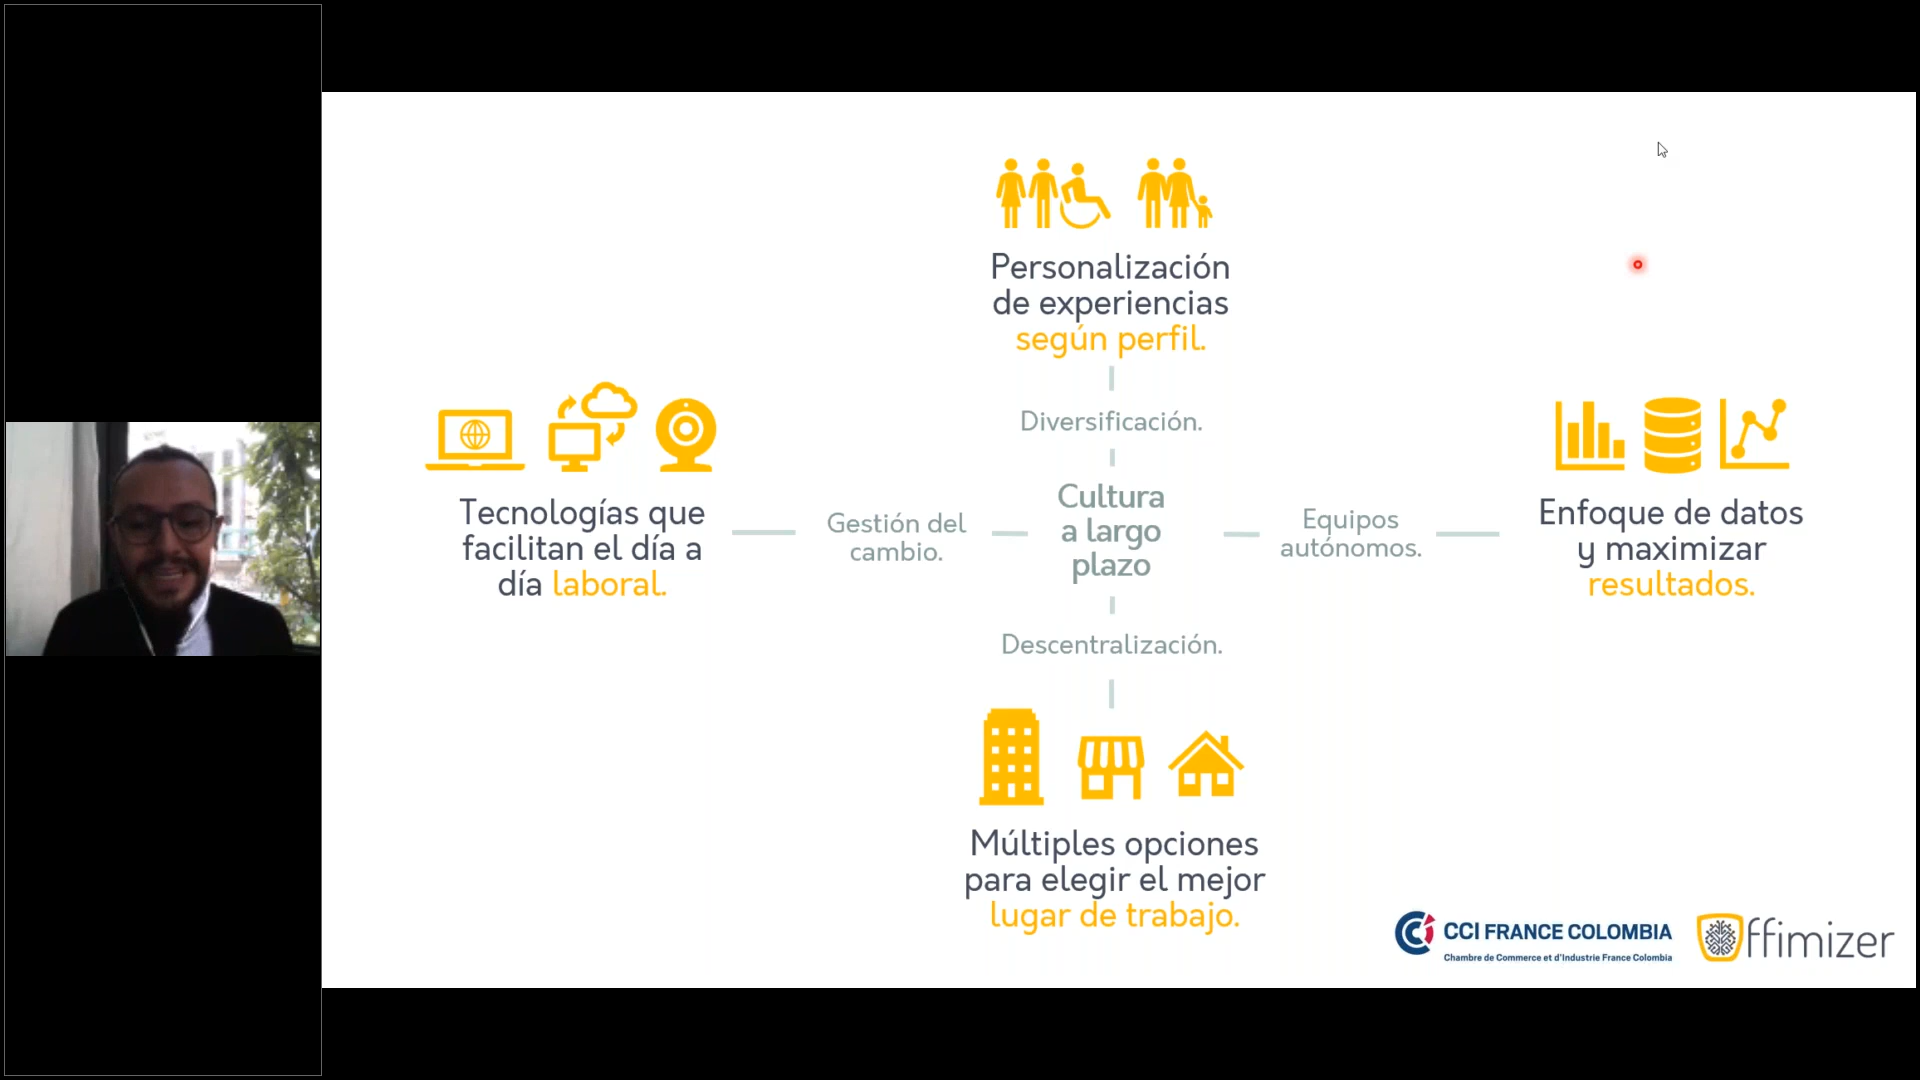 Personalización
de experiencias
según perfil.
Diversificación.
Tecnologías que
facilitan el día a
día laboral.
Gestión del
cambio.
Cultura
a largo
plazo
Equipos
autónomos.
Enfoque de datos
y maximizar
resultados.
Descentralización.
Múltiples opciones
para elegir el mejor
lugar de trabajo.
CCI FRANCE COLOMBIA
Chambre de Commerce et d'Industrie France Colombia
ffimizer